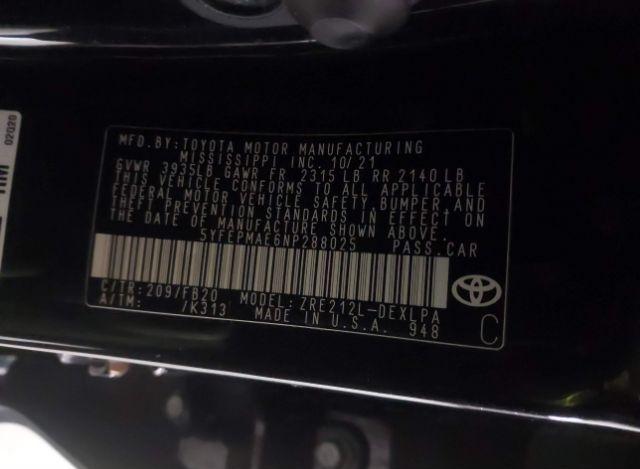 MFD.BY:TOYOTA MOTOR MANUFACTURING
MISSISSIPPI INC. 10/21
GVWR 3935LB GAWR FR 2315 LB RR 2140 LB
THIS VEHICLE CONFORMS TO ALL APPLICABLE
FEDERAL MOTOR VEHICLE SAFETY, BUMPER, AND
THEFT PREVENTION STANDARDS IN EFFECT ON
THE DATE OF MANUFACTURE SHOWN ABOVE.
5YFEPMAE6NP288025 PASS.CAR
C/TR:209/FB20 MODEL:ZRE212L-DEXLPA
A/TM: /K313 MADE IN U.S.A. 948
C
02020